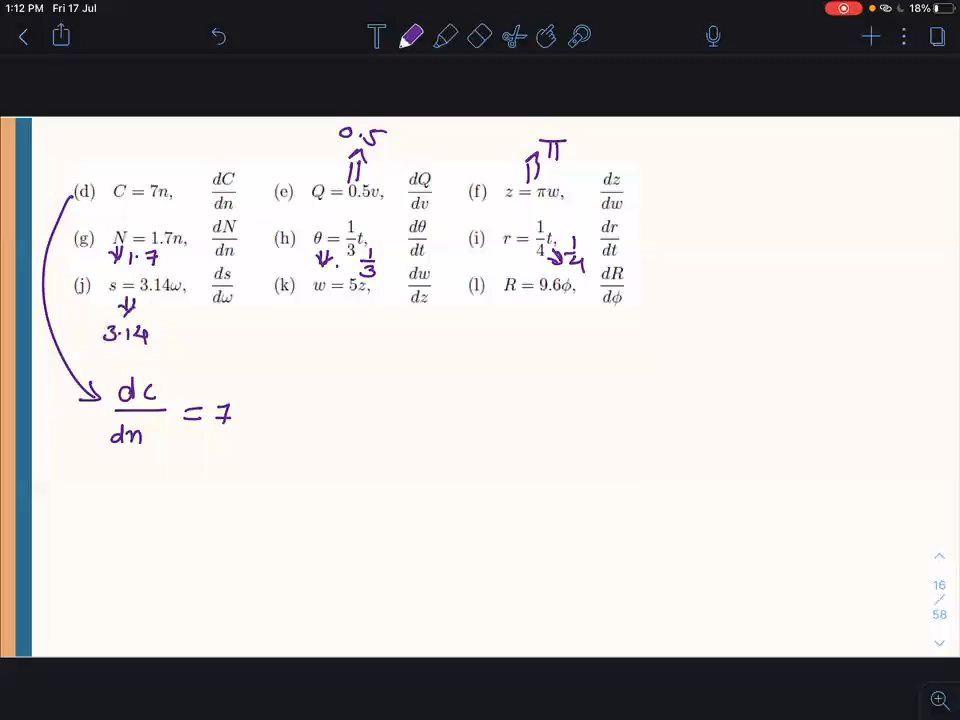 1:12 PM Fri 17 Jul 18%
T
0.5 π
(d) C = 7n, dC/dn (e) Q = 0.5v, dQ/dv (f) z = πw, dz/dw
(g) N = 1.7n, dN/dn (h) θ = 1/3 t, dθ/dt (i) r = 1/4 t, dr/dt
1.7 1/3 1/4
(j) s = 3.14ω, ds/dω (k) w = 5z, dw/dz (l) R = 9.6ϕ, dR/dϕ
3.14
dc/dn = 7
16
/
58